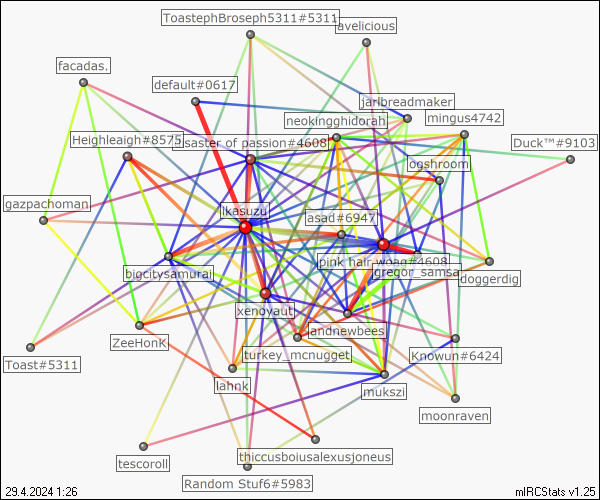 ToastephBroseph5311#5311
avelicious
facadas.
default#0617
jarlbreadmaker
neokingghidorah
mingus4742
Heighleaigh#8575
disaster of passion#4608
Duck™#9103
ogshroom
gazpachoman
ikasuzu
asad#6947
pink hair woag#4608
gregor_samsa
bigcitysamurai
doggerdig
xenoyaut
andnewbees
ZeeHonK
turkey_mcnugget
Knowun#6424
Toast#5311
lahnk
mukszi
moonraven
thiccusboiusalexusjoneus
tescoroll
Random Stuf6#5983
29.4.2024 1:26
mIRCStats v1.25